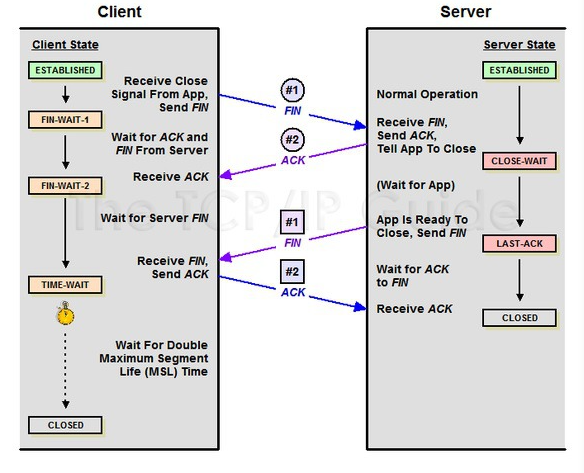 Client
Server
Client State
Server State
ESTABLISHED
ESTABLISHED
Receive Close
Signal From App,
Send FIN
#1
FIN
Normal Operation
FIN-WAIT-1
Receive FIN,
Send ACK,
Tell App To Close
Wait for ACK and
FIN From Server
#2
ACK
CLOSE-WAIT
Receive ACK
FIN-WAIT-2
(Wait for App)
The TCP/IP Guide
Wait for Server FIN
#1
FIN
App Is Ready To
Close, Send FIN
LAST-ACK
Receive FIN,
Send ACK
#2
ACK
Wait for ACK
to FIN
TIME-WAIT
Receive ACK
CLOSED
Wait For Double
Maximum Segment
Life (MSL) Time
CLOSED